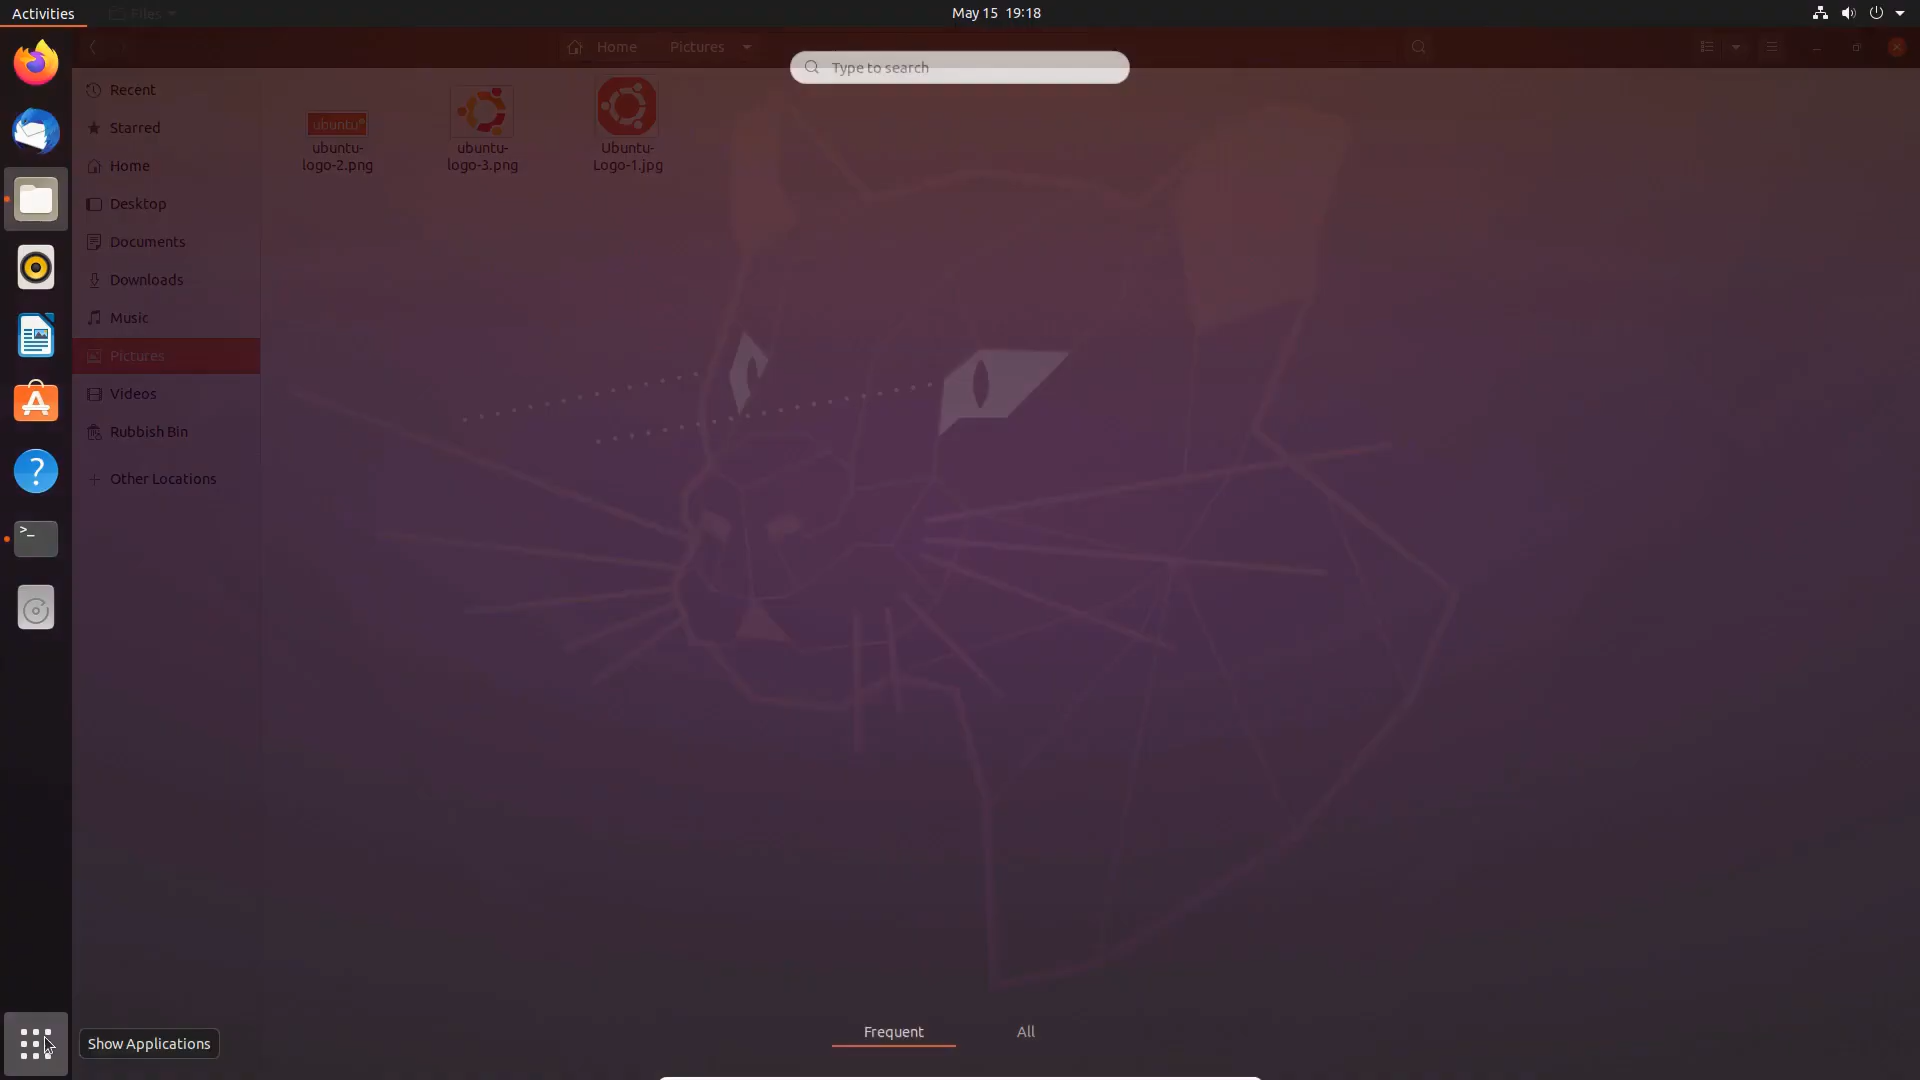 Activities
Files
May 15 19:18
Home
Pictures
Type to search
Recent
Starred
Home
Desktop
Documents
Downloads
Music
Pictures
Videos
Rubbish Bin
Other Locations
ubuntu
ubuntu-
logo-2.png
ubuntu-
logo-3.png
Ubuntu-
Logo-1.jpg
?
>_
Show Applications
Frequent
All